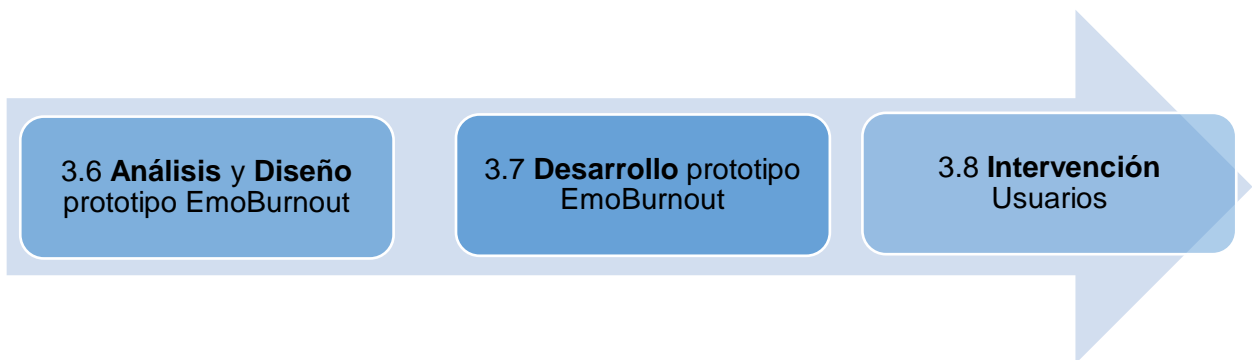 3.6 Análisis y Diseño
prototipo EmoBurnout
3.7 Desarrollo prototipo
EmoBurnout
3.8 Intervención
Usuarios